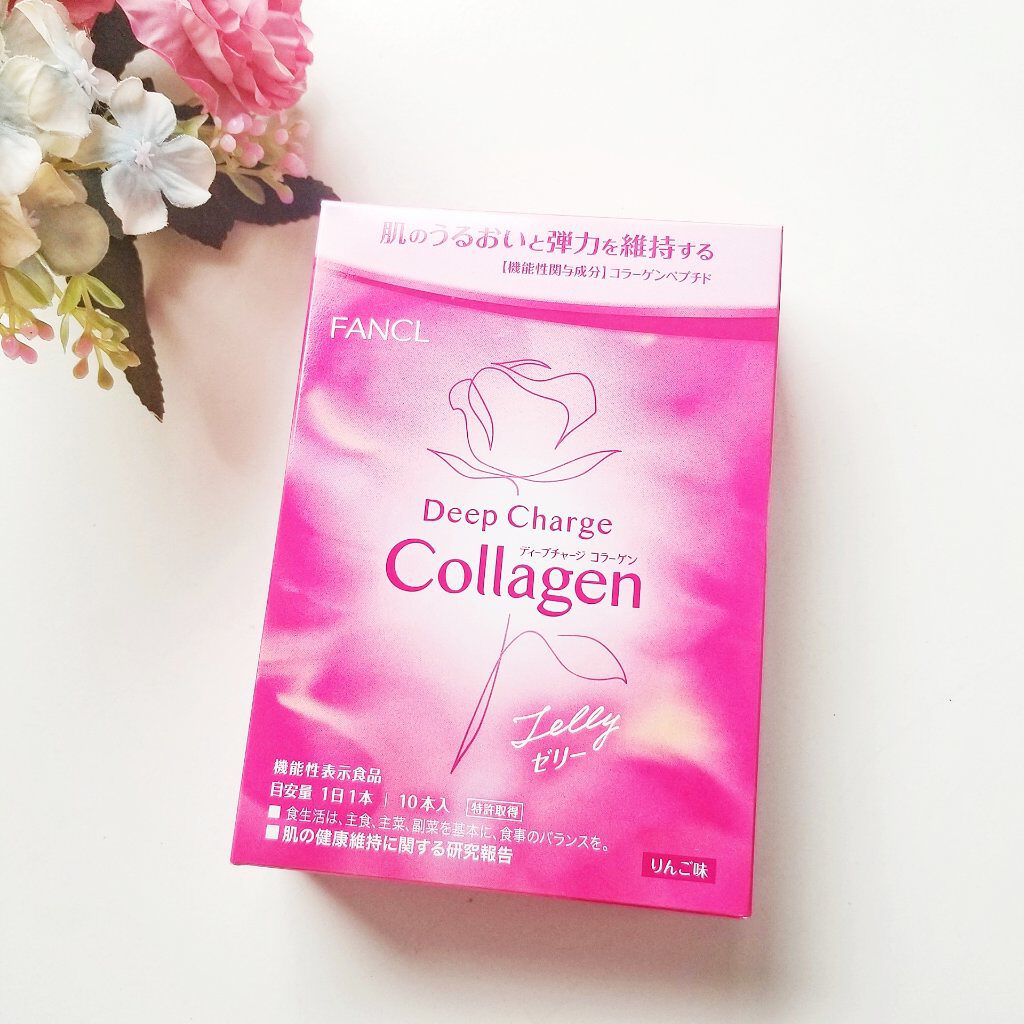 肌のうるおいと弾力を維持する
【機能性関与成分】コラーゲンペプチド
FANCL
Deep Charge
ディープチャージ コラーゲン
Collagen
Jelly
ゼリー
機能性表示食品
目安量 1日1本 | 10本入 特許取得
■ 食生活は、主食、主菜、副菜を基本に、食事のバランスを。
■ 肌の健康維持に関する研究報告
りんご味